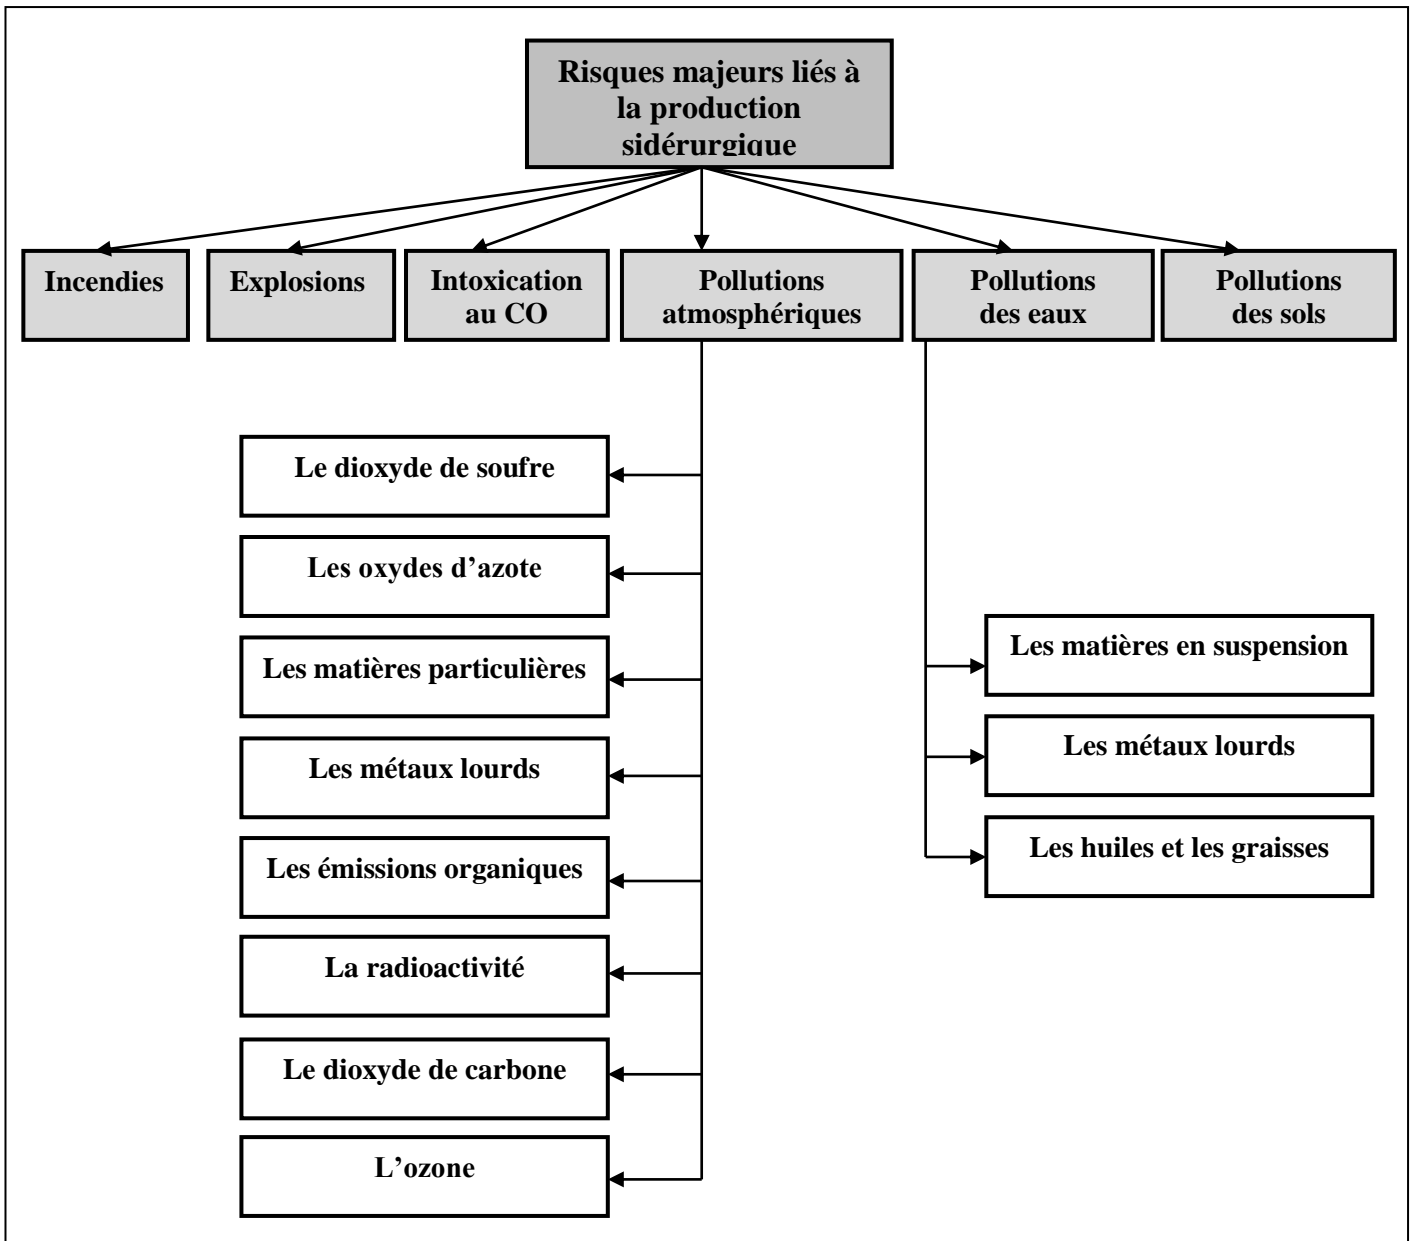 Risques majeurs liés à
la production
sidérurgique
Incendies
Explosions
Intoxication
au CO
Pollutions
atmosphériques
Pollutions
des eaux
Pollutions
des sols
Le dioxyde de soufre
Les oxydes d’azote
Les matières particulières
Les métaux lourds
Les émissions organiques
La radioactivité
Le dioxyde de carbone
L’ozone
Les matières en suspension
Les métaux lourds
Les huiles et les graisses